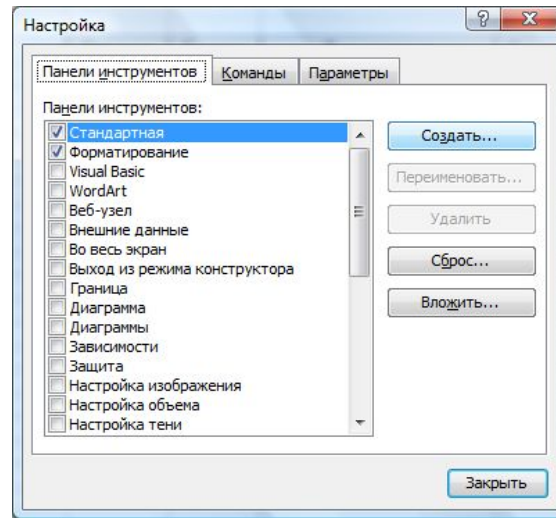 Настройка
Панели инструментов Команды Параметры
Панели инструментов:
Стандартная
Форматирование
Visual Basic
WordArt
Веб-узел
Внешние данные
Во весь экран
Выход из режима конструктора
Граница
Диаграмма
Диаграммы
Зависимости
Защита
Настройка изображения
Настройка объема
Настройка тени
Создать...
Переименовать...
Удалить
Сброс...
Вложить...
Закрыть